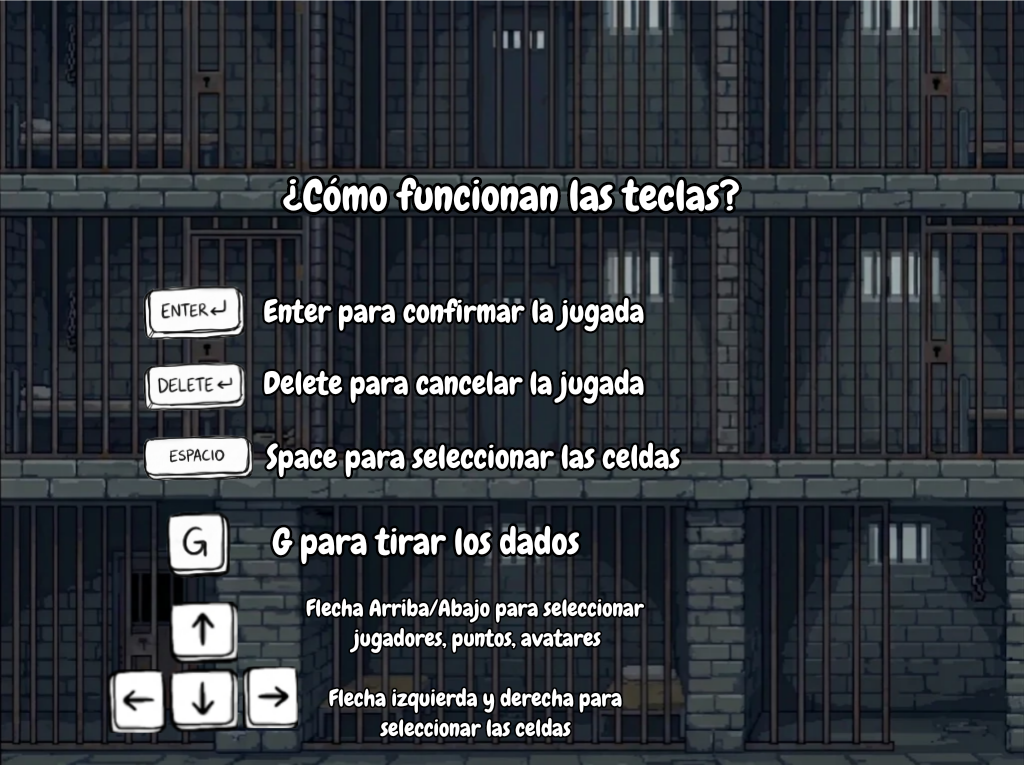 ¿Cómo funcionan las teclas?
ENTER↵ Enter para confirmar la jugada
DELETE↵ Delete para cancelar la jugada
ESPACIO Space para seleccionar las celdas
G G para tirar los dados
↑ Flecha Arriba/Abajo para seleccionar
jugadores, puntos, avatares
← ↓ → Flecha izquierda y derecha para
seleccionar las celdas